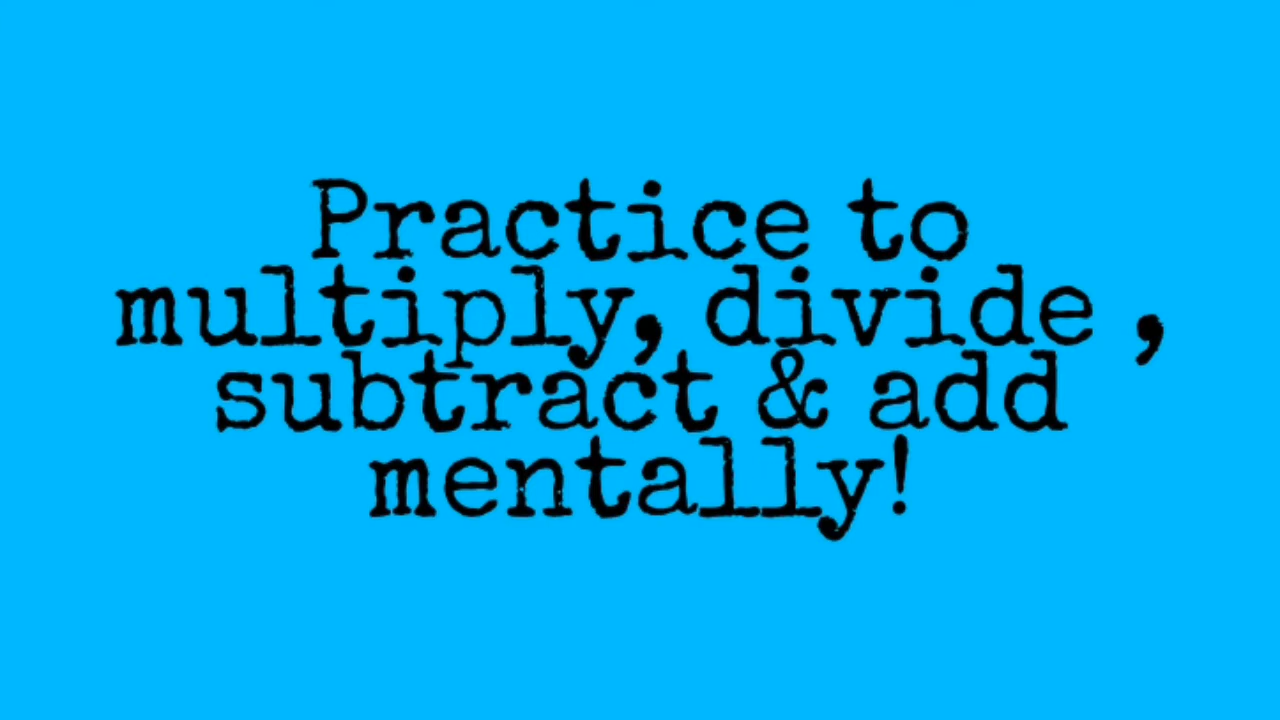 Practice to
multiply, divide ,
subtract & add
mentally!